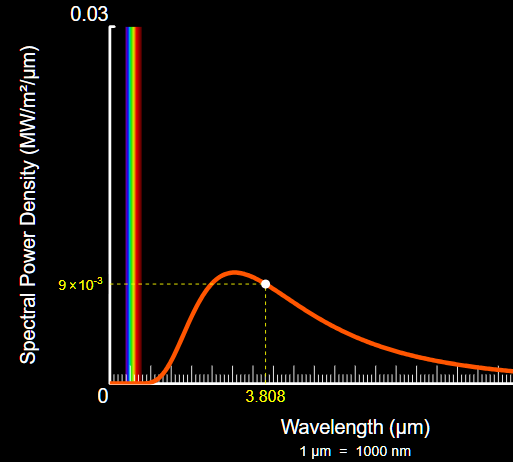 0.03
Spectral Power Density (MW/m²/μm)
9×10⁻³
0
3.808
Wavelength (μm)
1 μm = 1000 nm